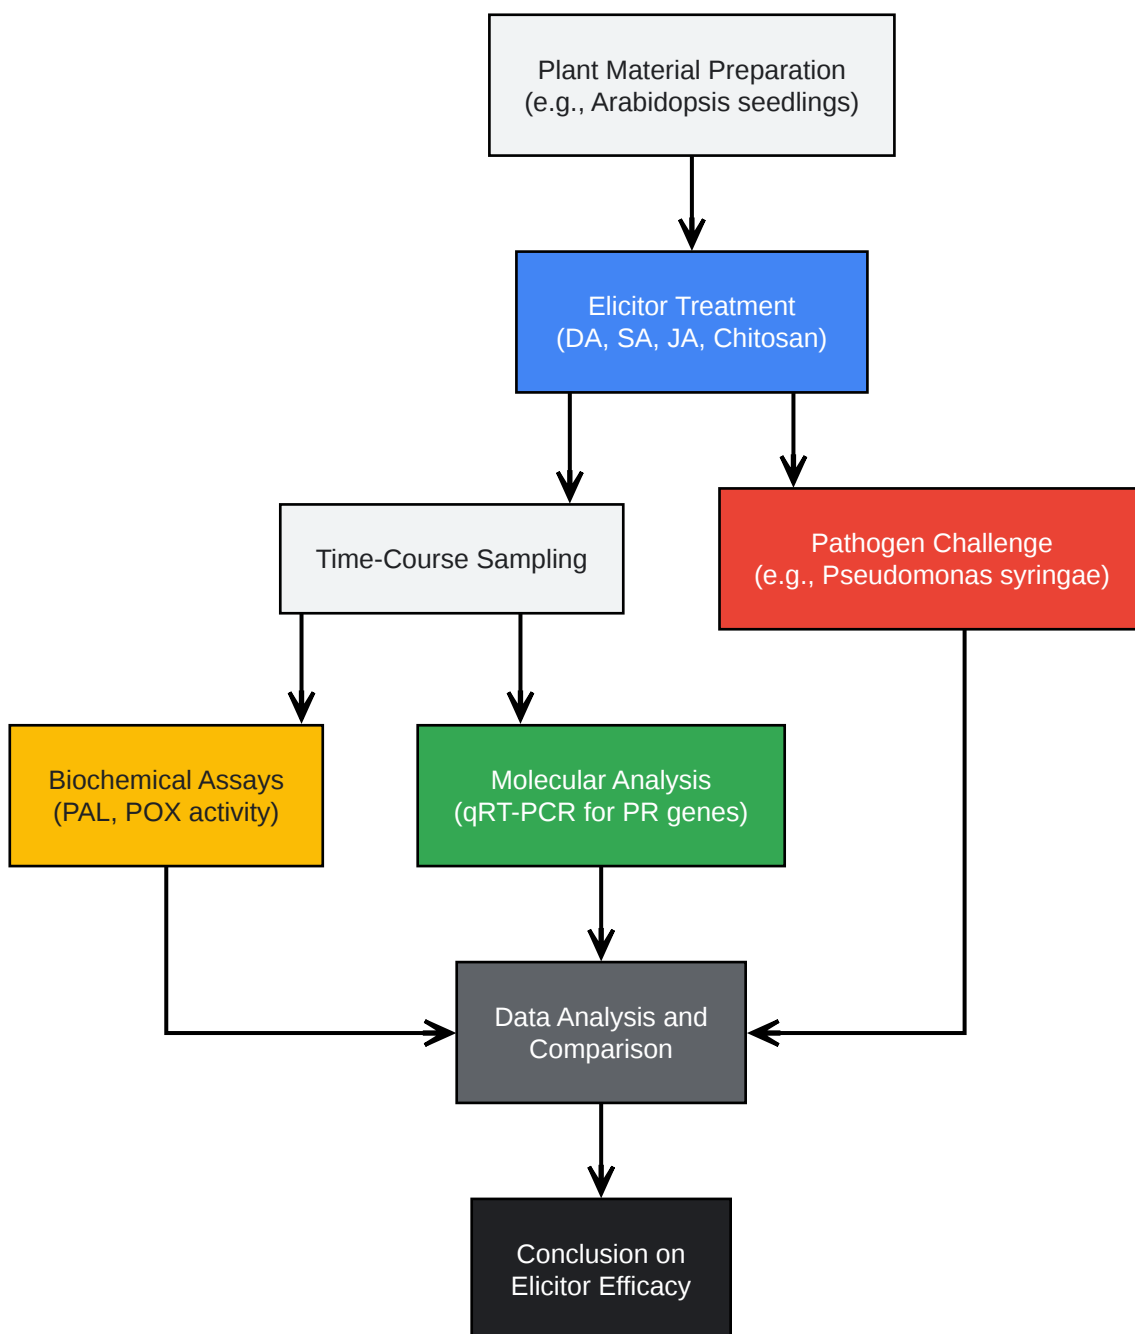 Plant Material Preparation
(e.g., Arabidopsis seedlings)
Elicitor Treatment
(DA, SA, JA, Chitosan)
Time-Course Sampling
Pathogen Challenge
(e.g., Pseudomonas syringae)
Biochemical Assays
(PAL, POX activity)
Molecular Analysis
(qRT-PCR for PR genes)
Data Analysis and
Comparison
Conclusion on
Elicitor Efficacy